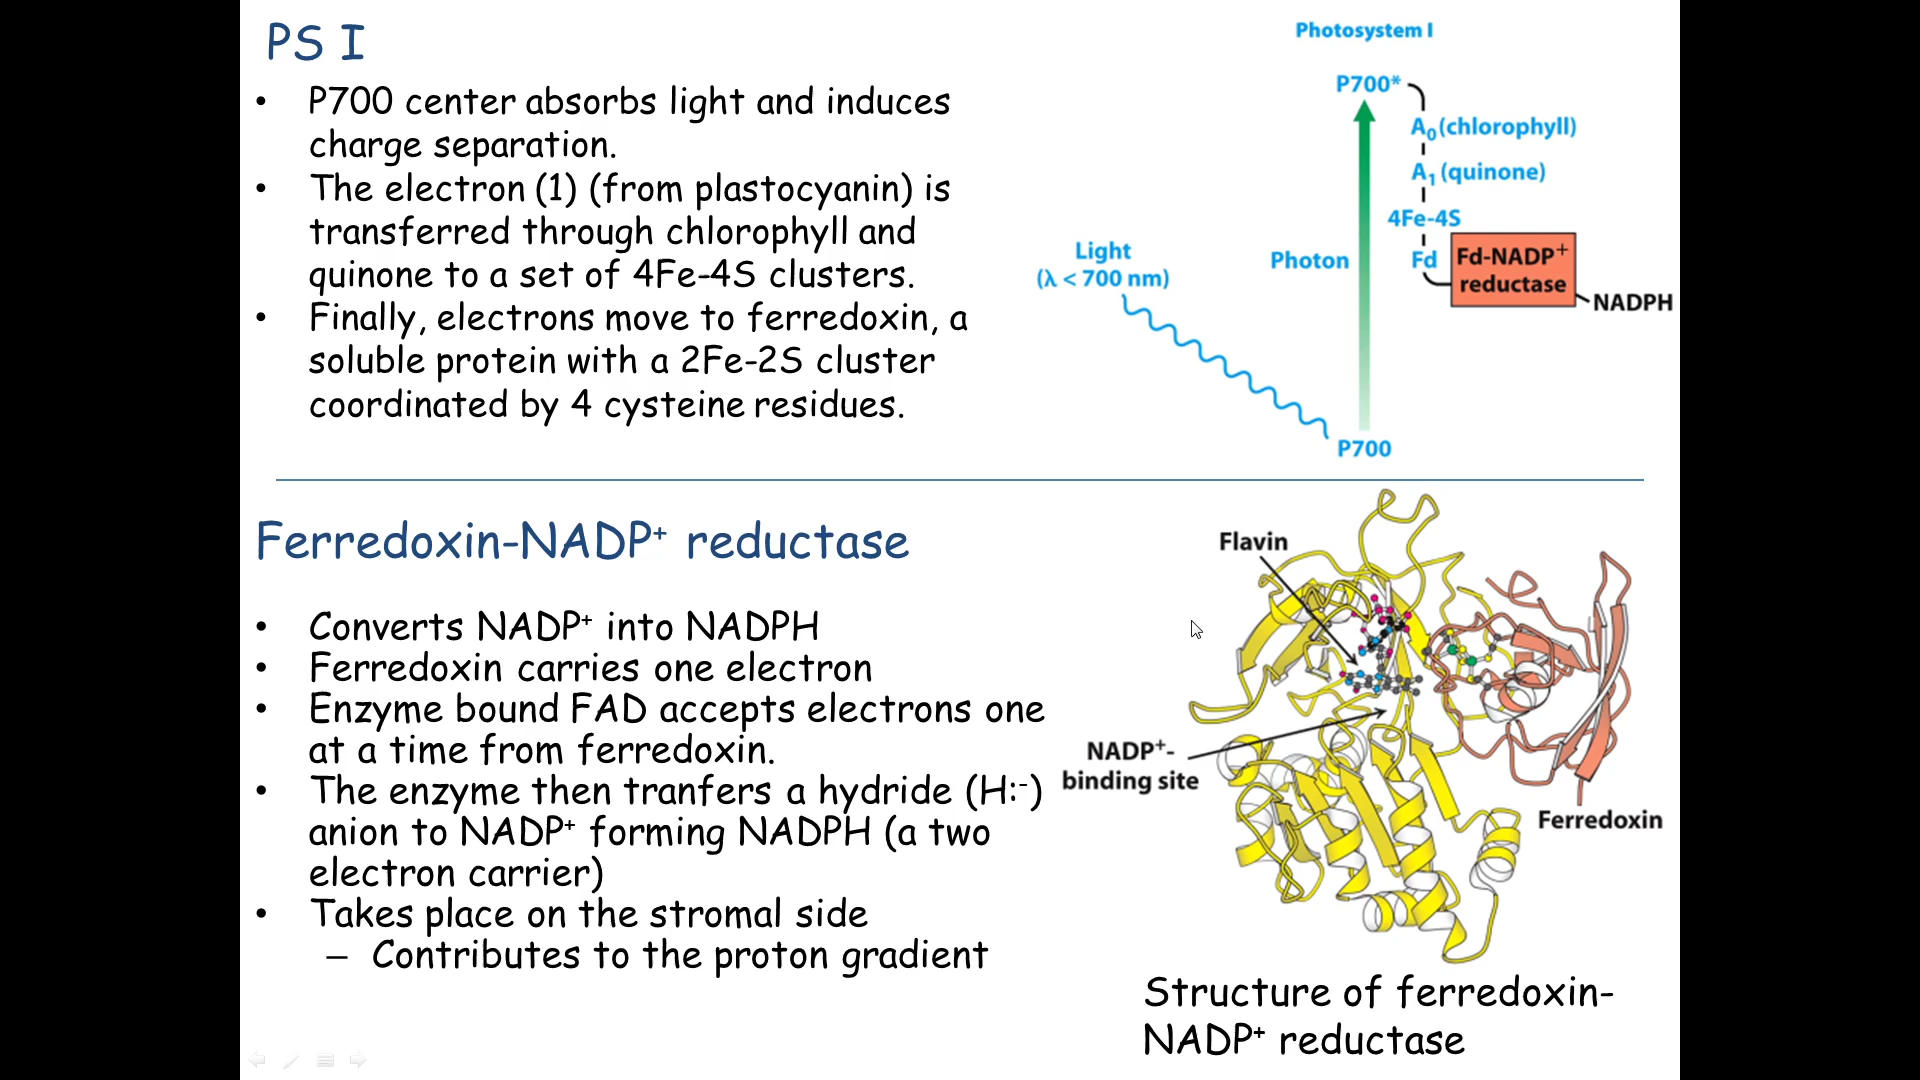 PS I
• P700 center absorbs light and induces
charge separation.
• The electron (1) (from plastocyanin) is
transferred through chlorophyll and
quinone to a set of 4Fe-4S clusters.
• Finally, electrons move to ferredoxin, a
soluble protein with a 2Fe-2S cluster
coordinated by 4 cysteine residues.
Photosystem I
P700*
A₀ (chlorophyll)
A₁ (quinone)
4Fe-4S
Fd
Fd-NADP⁺
reductase
NADPH
Photon
Light
(λ < 700 nm)
P700
Ferredoxin-NADP⁺ reductase
• Converts NADP⁺ into NADPH
• Ferredoxin carries one electron
• Enzyme bound FAD accepts electrons one
at a time from ferredoxin.
• The enzyme then tranfers a hydride (H:⁻)
anion to NADP⁺ forming NADPH (a two
electron carrier)
• Takes place on the stromal side
– Contributes to the proton gradient
Flavin
NADP⁺-
binding site
Ferredoxin
Structure of ferredoxin-
NADP⁺ reductase